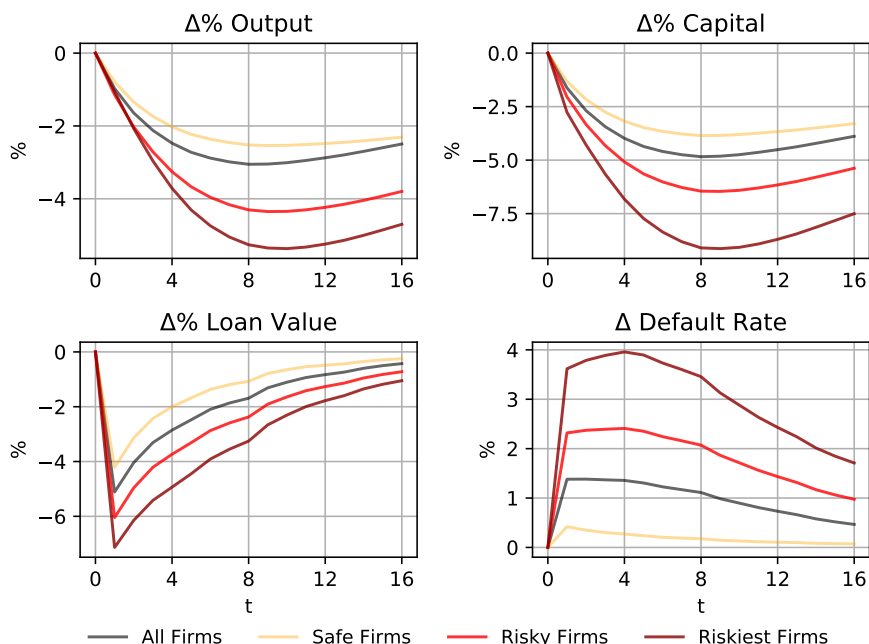 Δ% Output
0
−2
−4
%
0 4 8 12 16
Δ% Capital
0.0
−2.5
−5.0
−7.5
%
0 4 8 12 16
Δ% Loan Value
0
−2
−4
−6
%
0 4 8 12 16
t
Δ Default Rate
4
3
2
1
0
%
0 4 8 12 16
t
All Firms Safe Firms Risky Firms Riskiest Firms